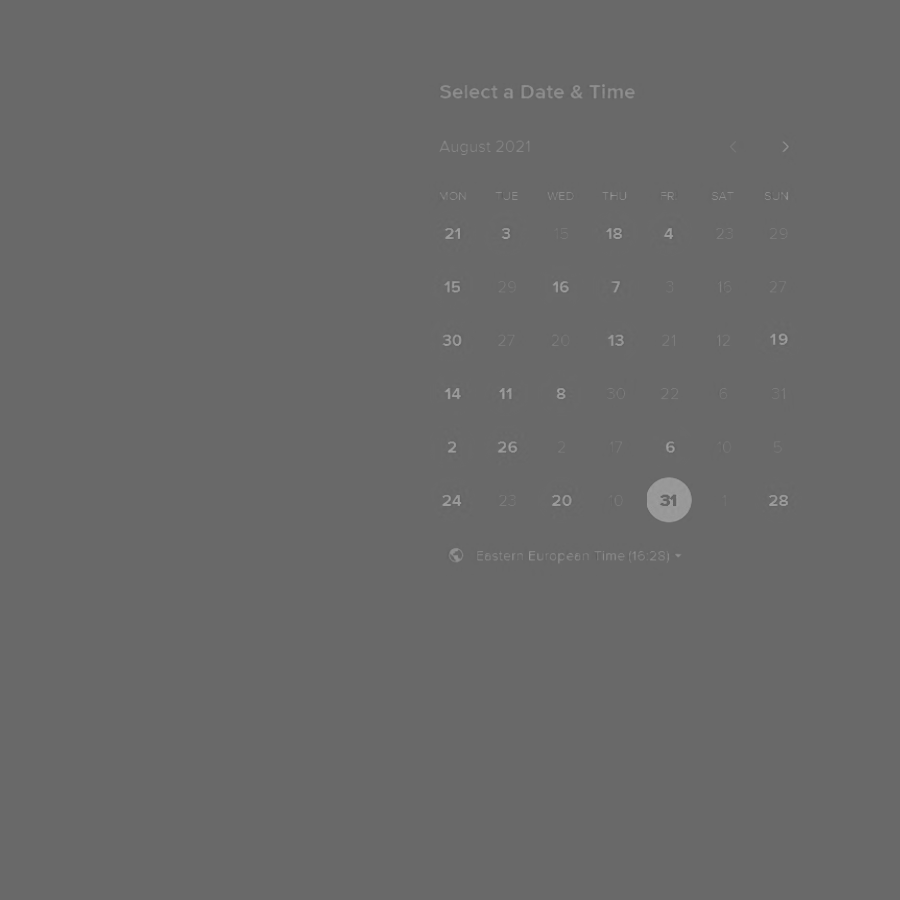 Select a Date & Time
August 2021
MON TUE WED THU FRI SAT SUN
21 3 18 4 23 29
15 29 16 7 3 16 27
30 27 20 13 21 12 19
14 11 8 30 22 31
2 26 2 17 6 10 5
24 23 20 10 31 1 28
Eastern European Time (16:28)